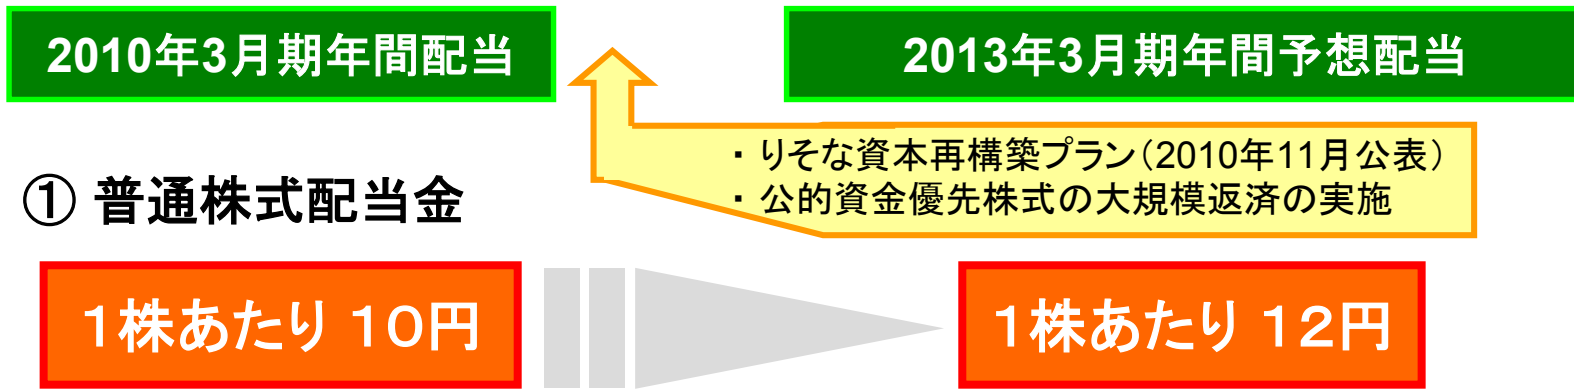 2010年3月期年間配当
2013年3月期年間予想配当
・りそな資本再構築プラン（2010年11月公表）
・公的資金優先株式の大規模返済の実施
① 普通株式配当金
１株あたり １０円
１株あたり １２円